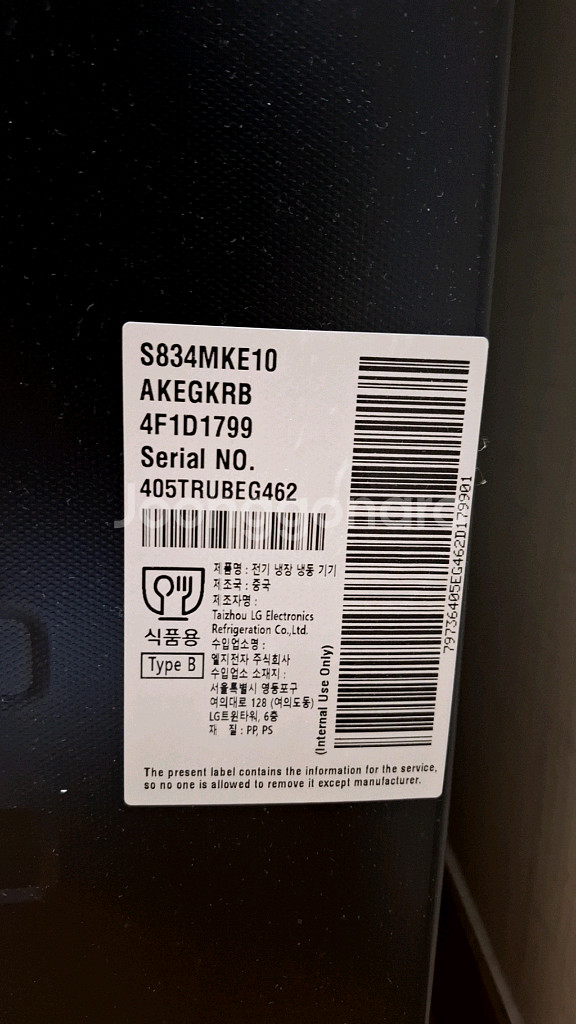 S834MKE10
AKEGKRB
4F1D1799
Serial NO.
405TRUBEG462
Joonggonara
식품용
Type B
제품명 : 전기 냉장 냉동 기기
제조국 : 중국
제조자명 :
Taizhou LG Electronics
Refrigeration Co.,Ltd.
수입업소명 :
엘지전자 주식회사
수입업소 소재지 :
서울특별시 영등포구
여의대로 128 (여의도동)
LG트윈타워, 6층
재 질 : PP, PS
(Internal Use Only)
79736405EG462D179901
The present label contains the information for the service,
so no one is allowed to remove it except manufacturer.